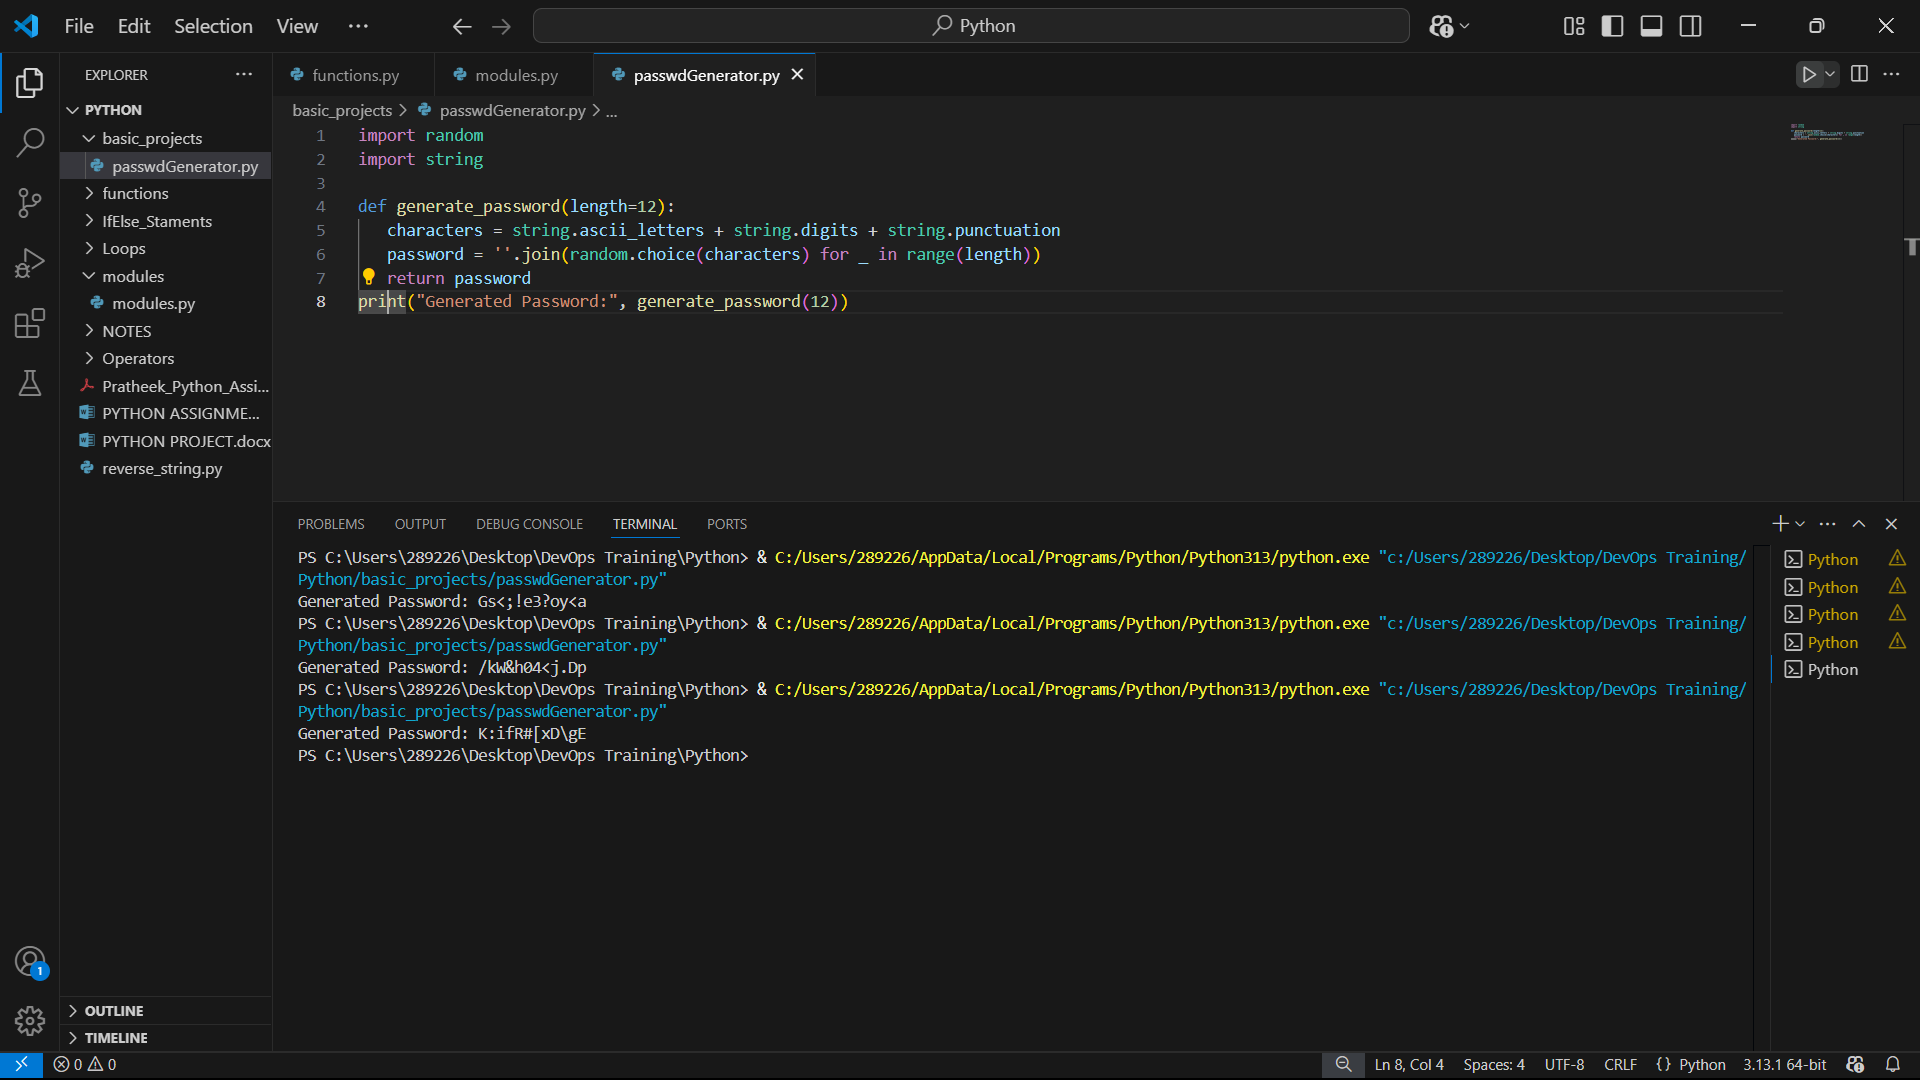 File Edit Selection View ··· Python
EXPLORER ···
PYTHON
basic_projects
passwdGenerator.py
functions
IfElse_Staments
Loops
modules
modules.py
NOTES
Operators
Pratheek_Python_Assi...
PYTHON ASSIGNME...
PYTHON PROJECT.docx
reverse_string.py
OUTLINE
TIMELINE
1
functions.py modules.py passwdGenerator.py
basic_projects > passwdGenerator.py > ...
1 import random
2 import string
3
4 def generate_password(length=12):
5 characters = string.ascii_letters + string.digits + string.punctuation
6 password = ''.join(random.choice(characters) for _ in range(length))
7 return password
8 print("Generated Password:", generate_password(12))
PROBLEMS OUTPUT DEBUG CONSOLE TERMINAL PORTS
PS C:\Users\289226\Desktop\DevOps Training\Python> & C:/Users/289226/AppData/Local/Programs/Python/Python313/python.exe "c:/Users/289226/Desktop/DevOps Training/
Python/basic_projects/passwdGenerator.py"
Generated Password: Gs<;!e3?oy<a
PS C:\Users\289226\Desktop\DevOps Training\Python> & C:/Users/289226/AppData/Local/Programs/Python/Python313/python.exe "c:/Users/289226/Desktop/DevOps Training/
Python/basic_projects/passwdGenerator.py"
Generated Password: /kW&h04<j.Dp
PS C:\Users\289226\Desktop\DevOps Training\Python> & C:/Users/289226/AppData/Local/Programs/Python/Python313/python.exe "c:/Users/289226/Desktop/DevOps Training/
Python/basic_projects/passwdGenerator.py"
Generated Password: K:ifR#[xD\gE
PS C:\Users\289226\Desktop\DevOps Training\Python>
Python
Python
Python
Python
Python
0 0 Ln 8, Col 4 Spaces: 4 UTF-8 CRLF {} Python 3.13.1 64-bit